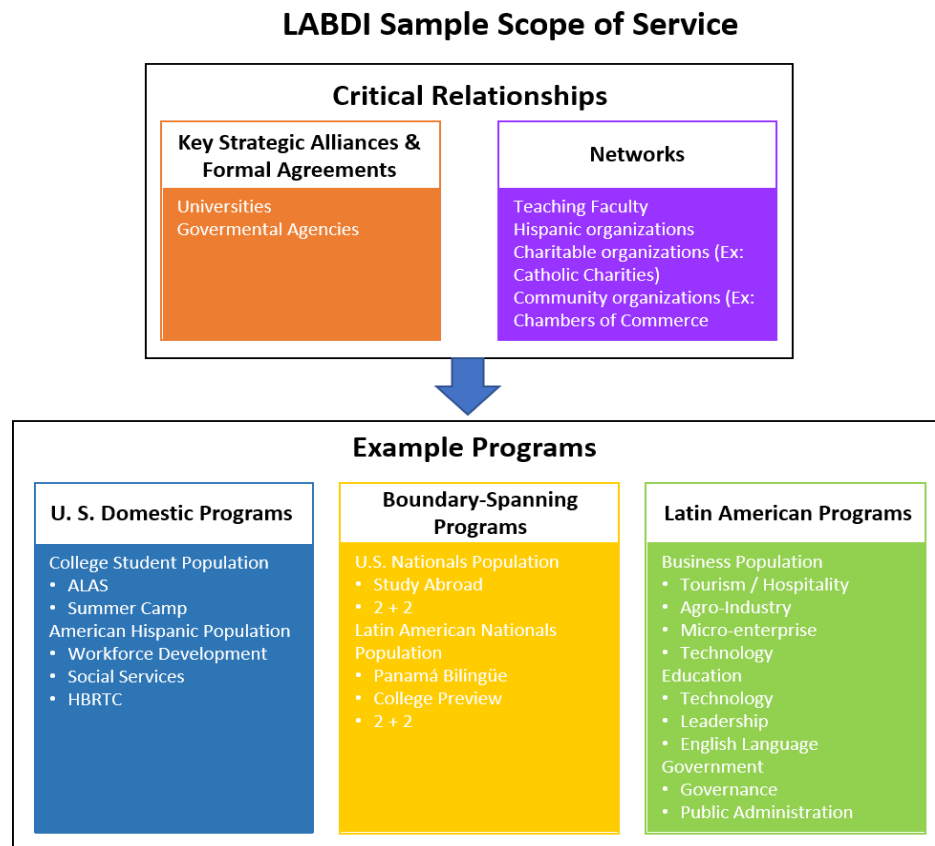 LABDI Sample Scope of Service
Critical Relationships
Key Strategic Alliances &
Formal Agreements
Universities
Govermental Agencies
Networks
Teaching Faculty
Hispanic organizations
Charitable organizations (Ex:
Catholic Charities)
Community organizations (Ex:
Chambers of Commerce
Example Programs
U. S. Domestic Programs
College Student Population
• ALAS
• Summer Camp
American Hispanic Population
• Workforce Development
• Social Services
• HBRTC
Boundary-Spanning
Programs
U.S. Nationals Population
• Study Abroad
• 2 + 2
Latin American Nationals
Population
• Panamá Bilingüe
• College Preview
• 2 + 2
Latin American Programs
Business Population
• Tourism / Hospitality
• Agro-Industry
• Micro-enterprise
• Technology
Education
• Technology
• Leadership
• English Language
Government
• Governance
• Public Administration